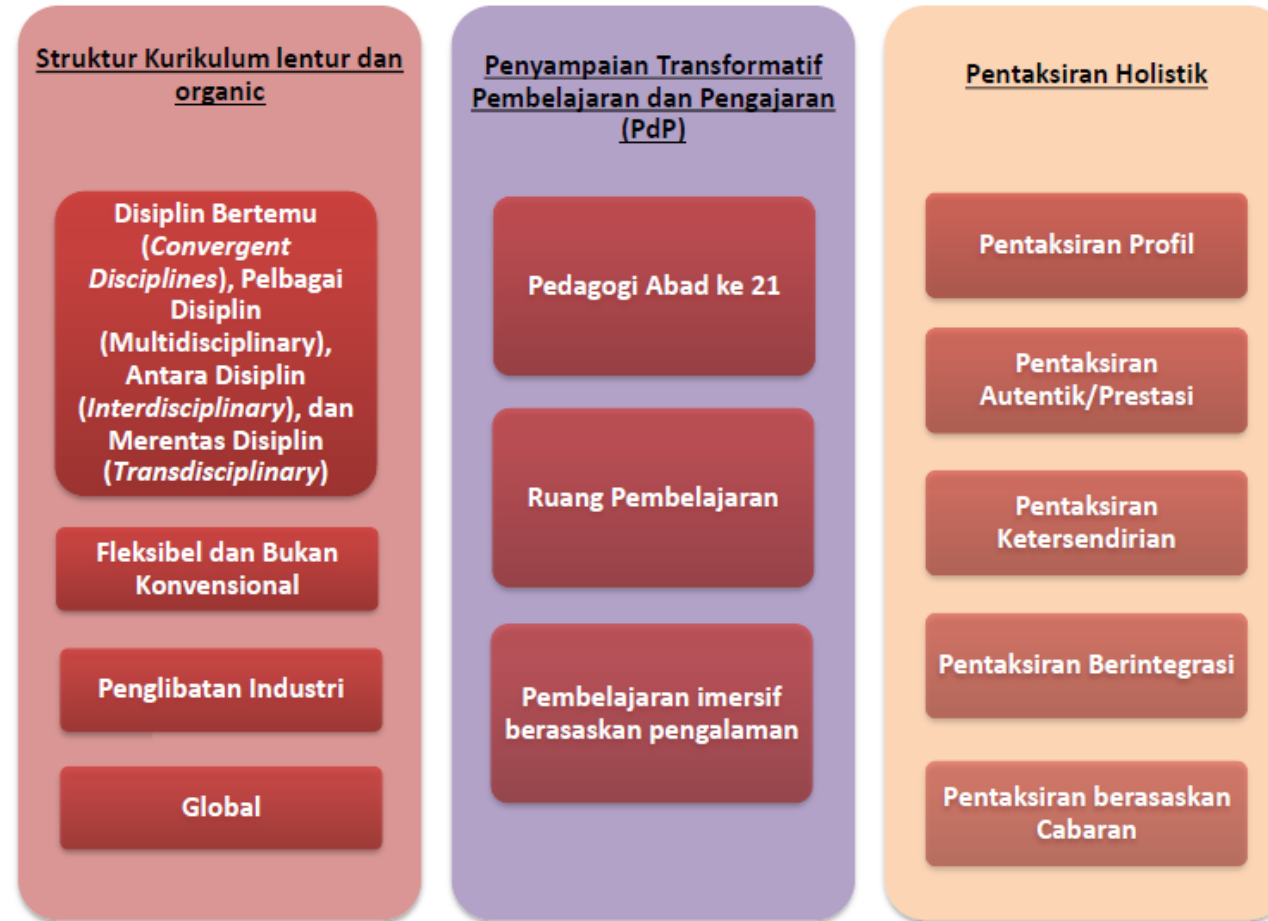 Struktur Kurikulum lentur dan
organic
Disiplin Bertemu
(Convergent
Disciplines), Pelbagai
Disiplin
(Multidisciplinary),
Antara Disiplin
(Interdisciplinary), dan
Merentas Disiplin
(Transdisciplinary)
Fleksibel dan Bukan
Konvensional
Penglibatan Industri
Global
Penyampaian Transformatif
Pembelajaran dan Pengajaran
(PdP)
Pedagogi Abad ke 21
Ruang Pembelajaran
Pembelajaran imersif
berasaskan pengalaman
Pentaksiran Holistik
Pentaksiran Profil
Pentaksiran
Autentik/Prestasi
Pentaksiran
Ketersendirian
Pentaksiran Berintegrasi
Pentaksiran berasaskan
Cabaran